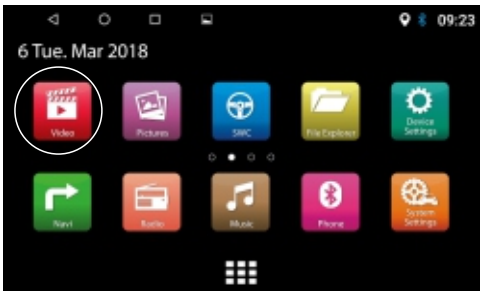 09:23
6 Tue. Mar 2018
Video Pictures SWC File Explorer Device Settings
Navi Radio Music Phone System Settings